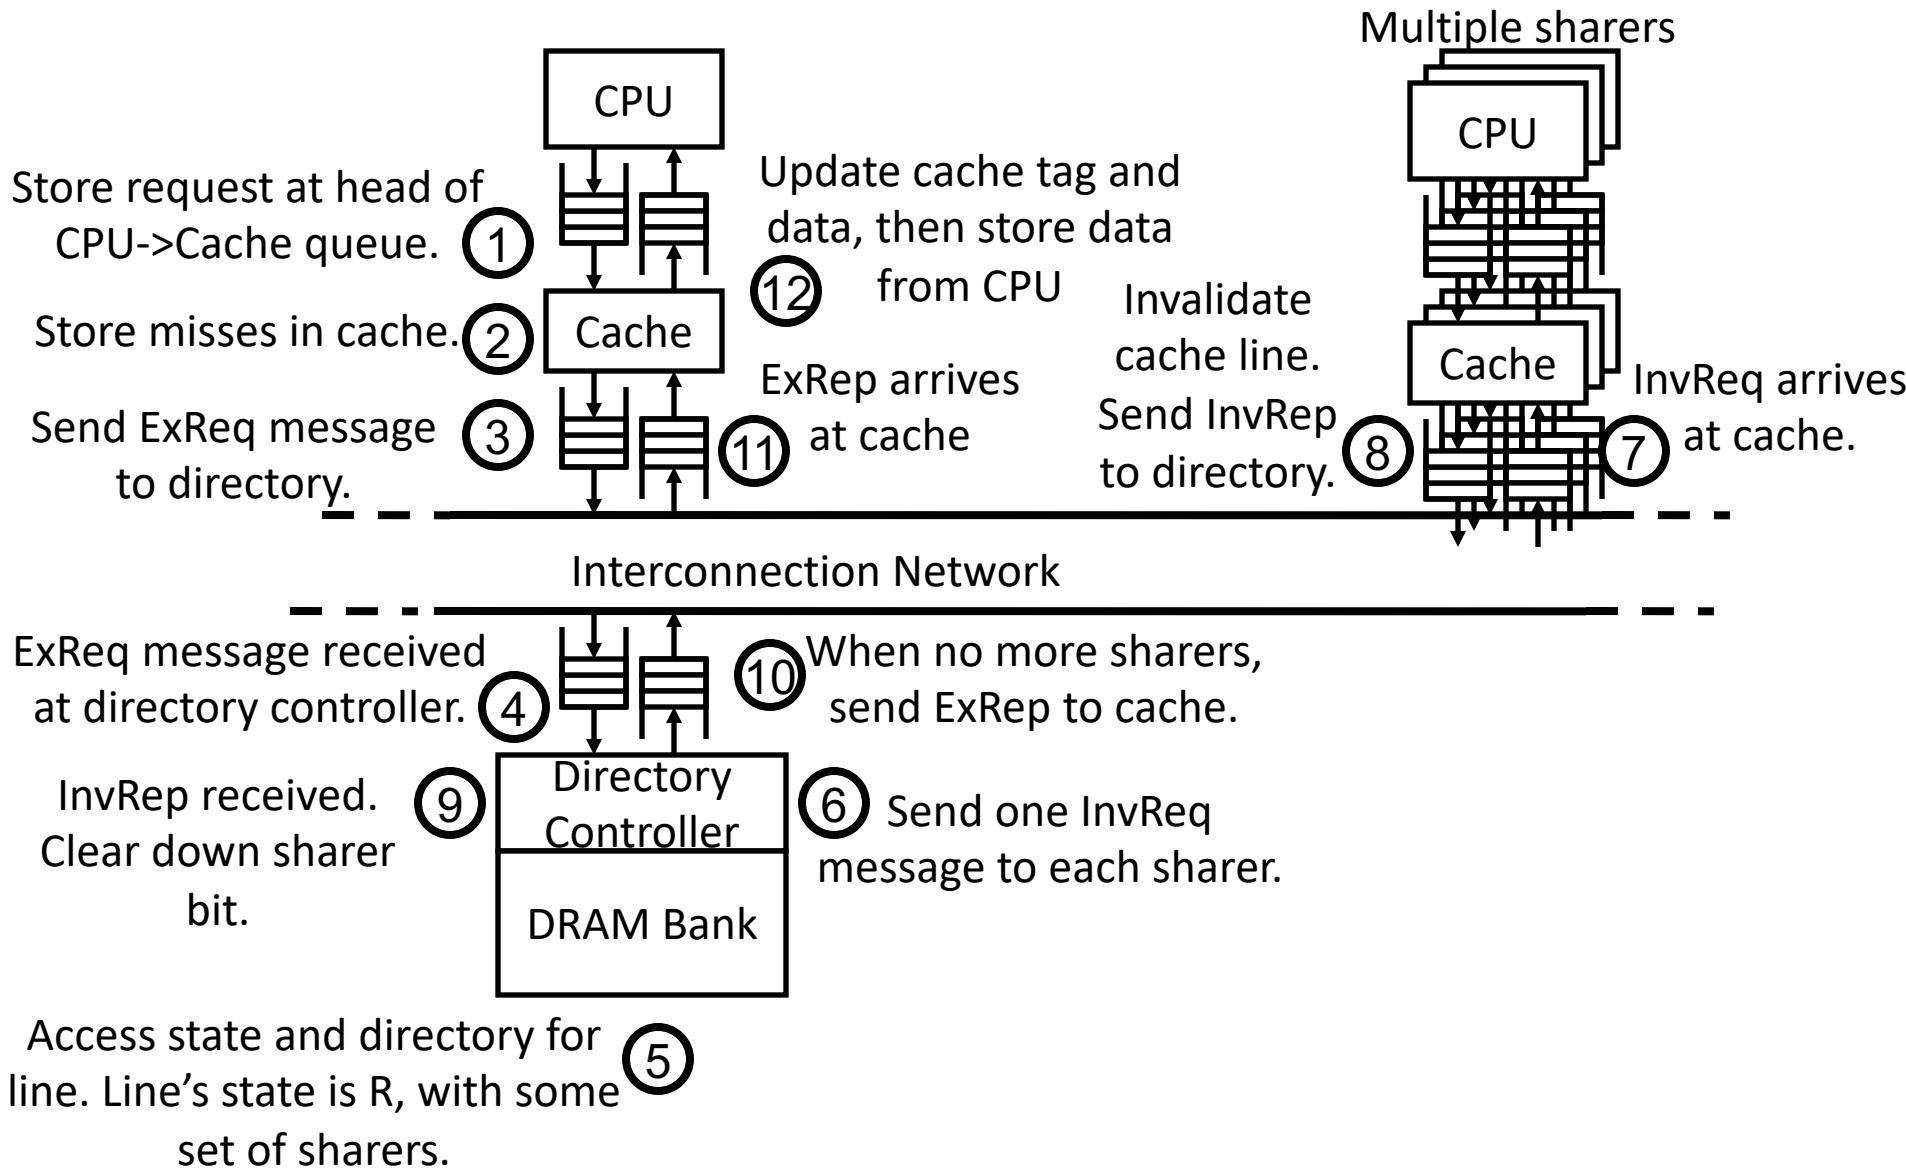 Multiple sharers
CPU
CPU
Store request at head of
CPU->Cache queue.
1
Update cache tag and
data, then store data
from CPU
12
Store misses in cache.
2
Cache
Invalidate
cache line.
Send InvRep
to directory.
8
Cache
InvReq arrives
at cache.
7
Send ExReq message
to directory.
3
ExRep arrives
at cache
11
Interconnection Network
ExReq message received
at directory controller.
4
10
When no more sharers,
send ExRep to cache.
InvRep received.
Clear down sharer
bit.
9
Directory
Controller
6
Send one InvReq
message to each sharer.
DRAM Bank
Access state and directory for
line. Line’s state is R, with some
set of sharers.
5